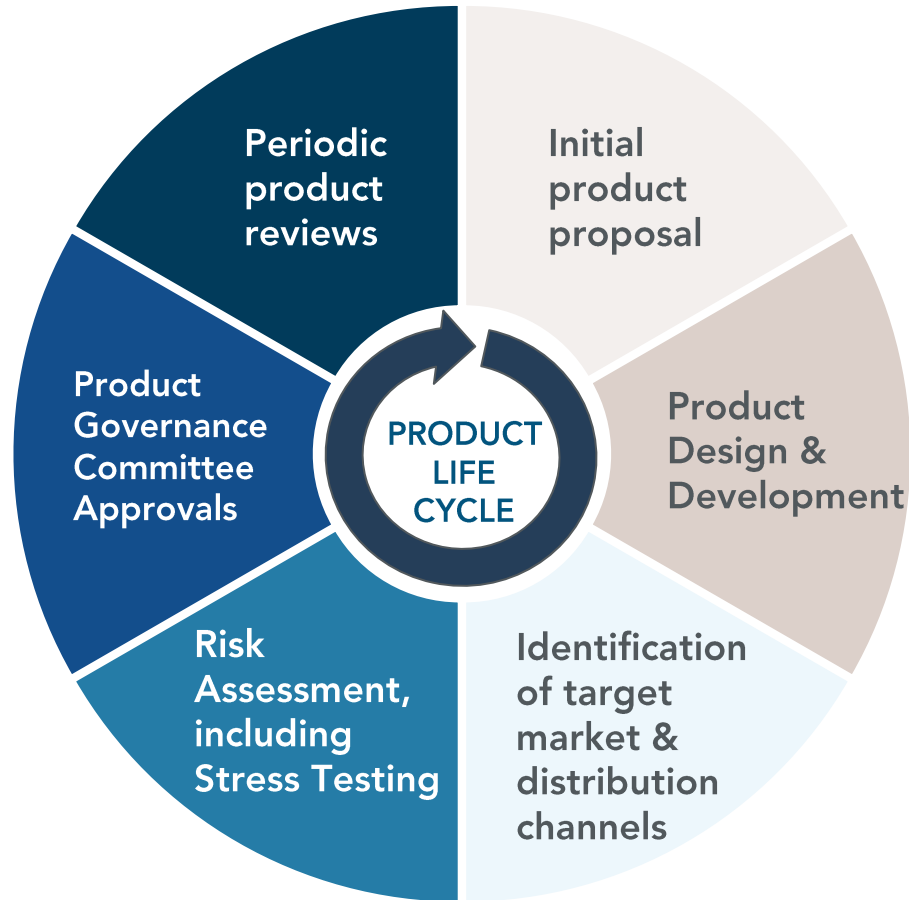 Periodic
product
reviews
Initial
product
proposal
Product
Governance
Committee
Approvals
PRODUCT
LIFE
CYCLE
Product
Design &
Development
Risk
Assessment,
including
Stress Testing
Identification
of target
market &
distribution
channels